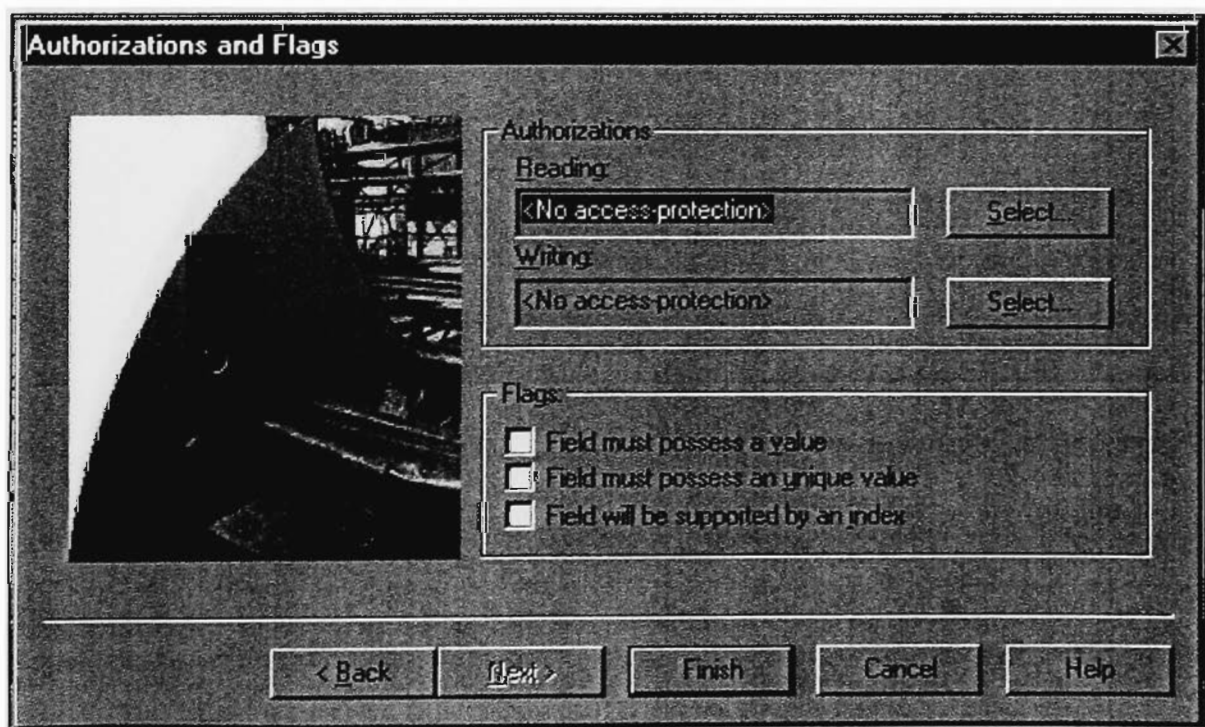 Authorizations and Flags
Authorizations
Reading:
<No access-protection> Select...
Writing:
<No access-protection> Select...
Flags:
Field must possess a value
Field must possess an unique value
Field will be supported by an index
< Back Next > Finish Cancel Help